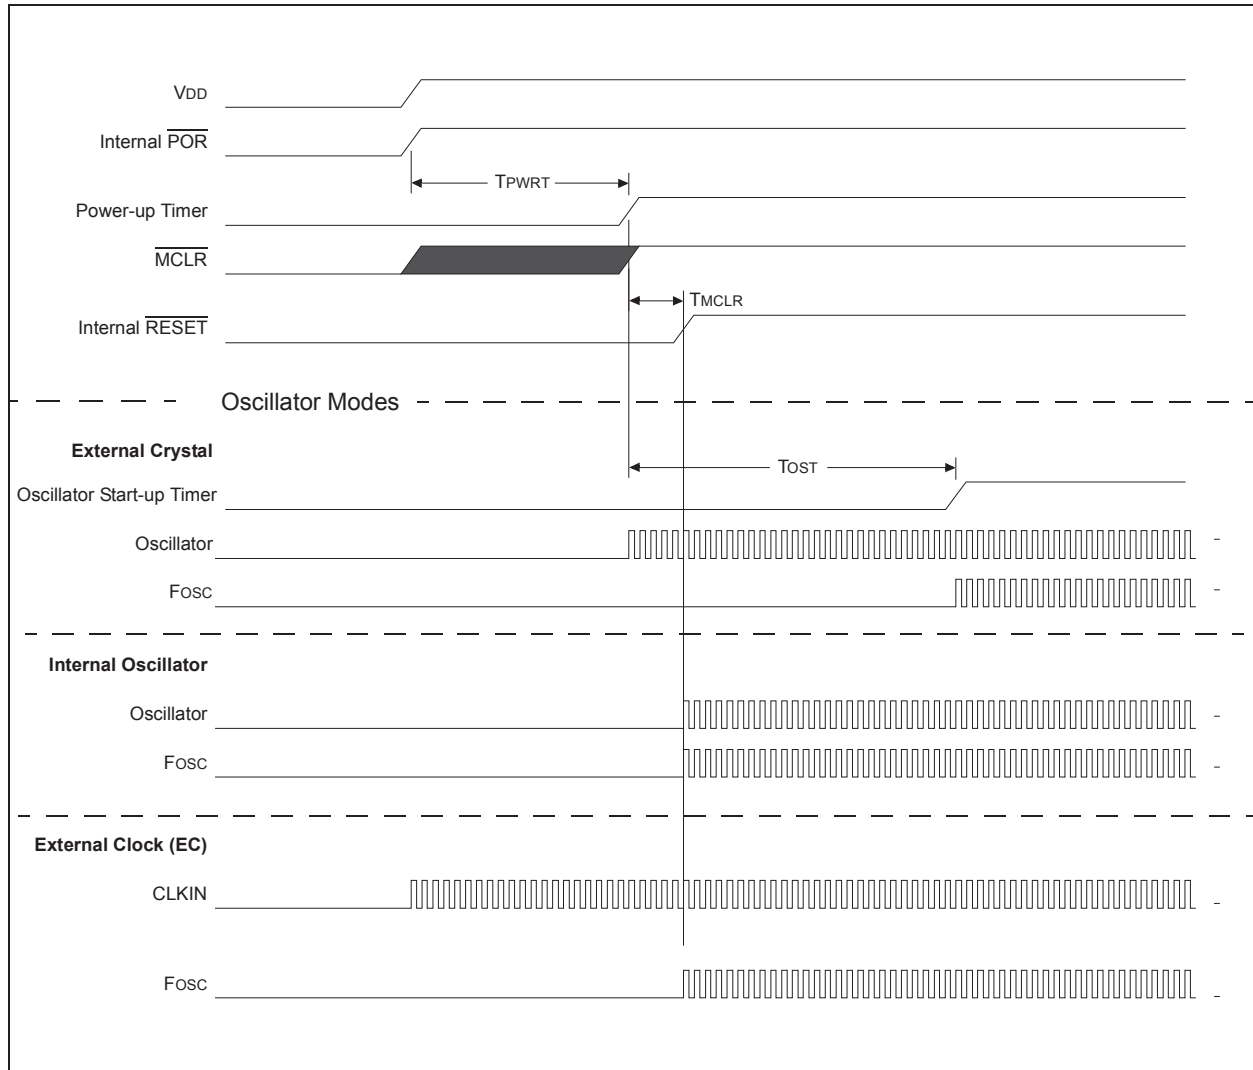 VDD
Internal POR
TPWRT
Power-up Timer
MCLR
TMCLR
Internal RESET
Oscillator Modes
External Crystal
TOST
Oscillator Start-up Timer
Oscillator
FOSC
Internal Oscillator
Oscillator
FOSC
External Clock (EC)
CLKIN
FOSC